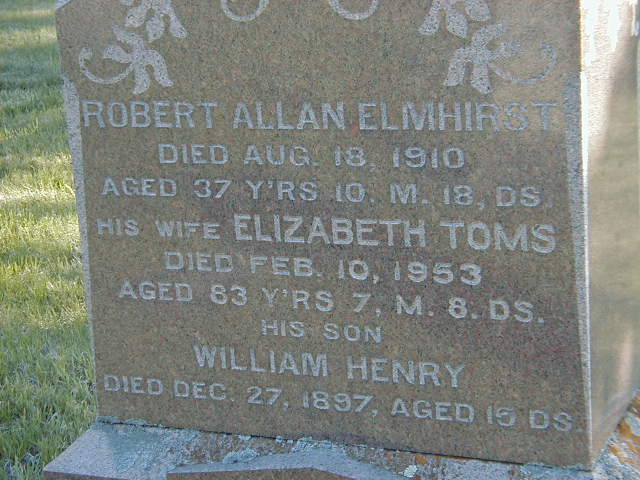 ROBERT ALLAN ELMHIRST
DIED AUG. 18, 1910
AGED 37 Y'RS 10, M. 18, DS.
HIS WIFE ELIZABETH TOMS
DIED FEB. 10, 1953
AGED 83 Y'RS 7, M. 8. DS.
HIS SON
WILLIAM HENRY
DIED DEC. 27, 1897, AGED 15 DS.